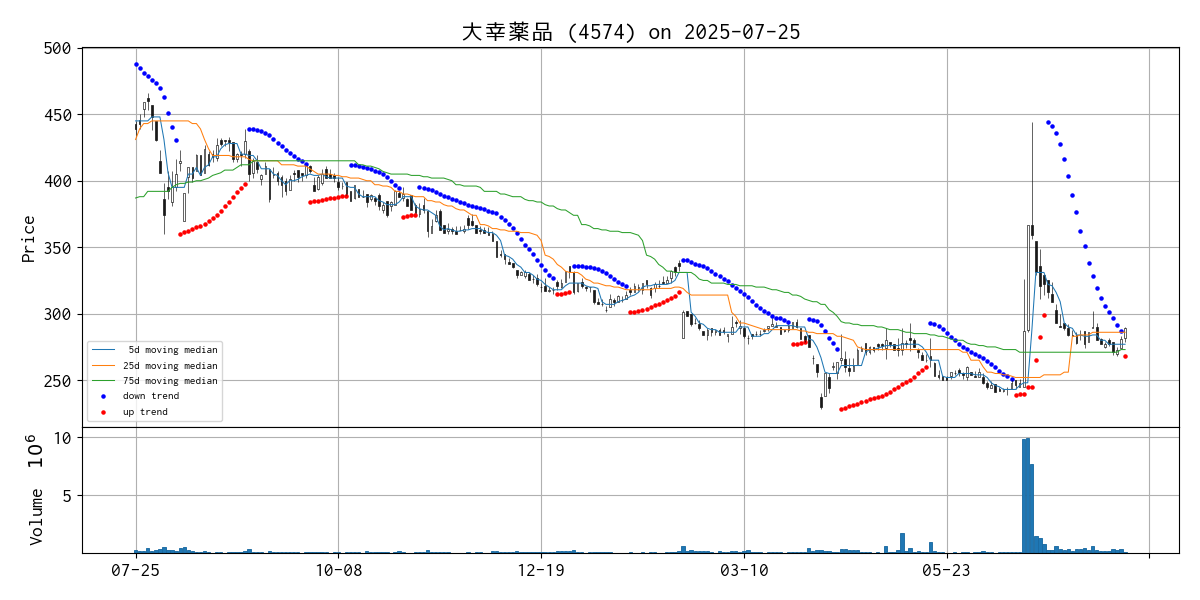 大幸薬品 (4574) on 2025-07-25
500
450
400
350
300
250
Price
5d moving median
25d moving median
75d moving median
down trend
up trend
10
5
Volume 10^6
07-25
10-08
12-19
03-10
05-23